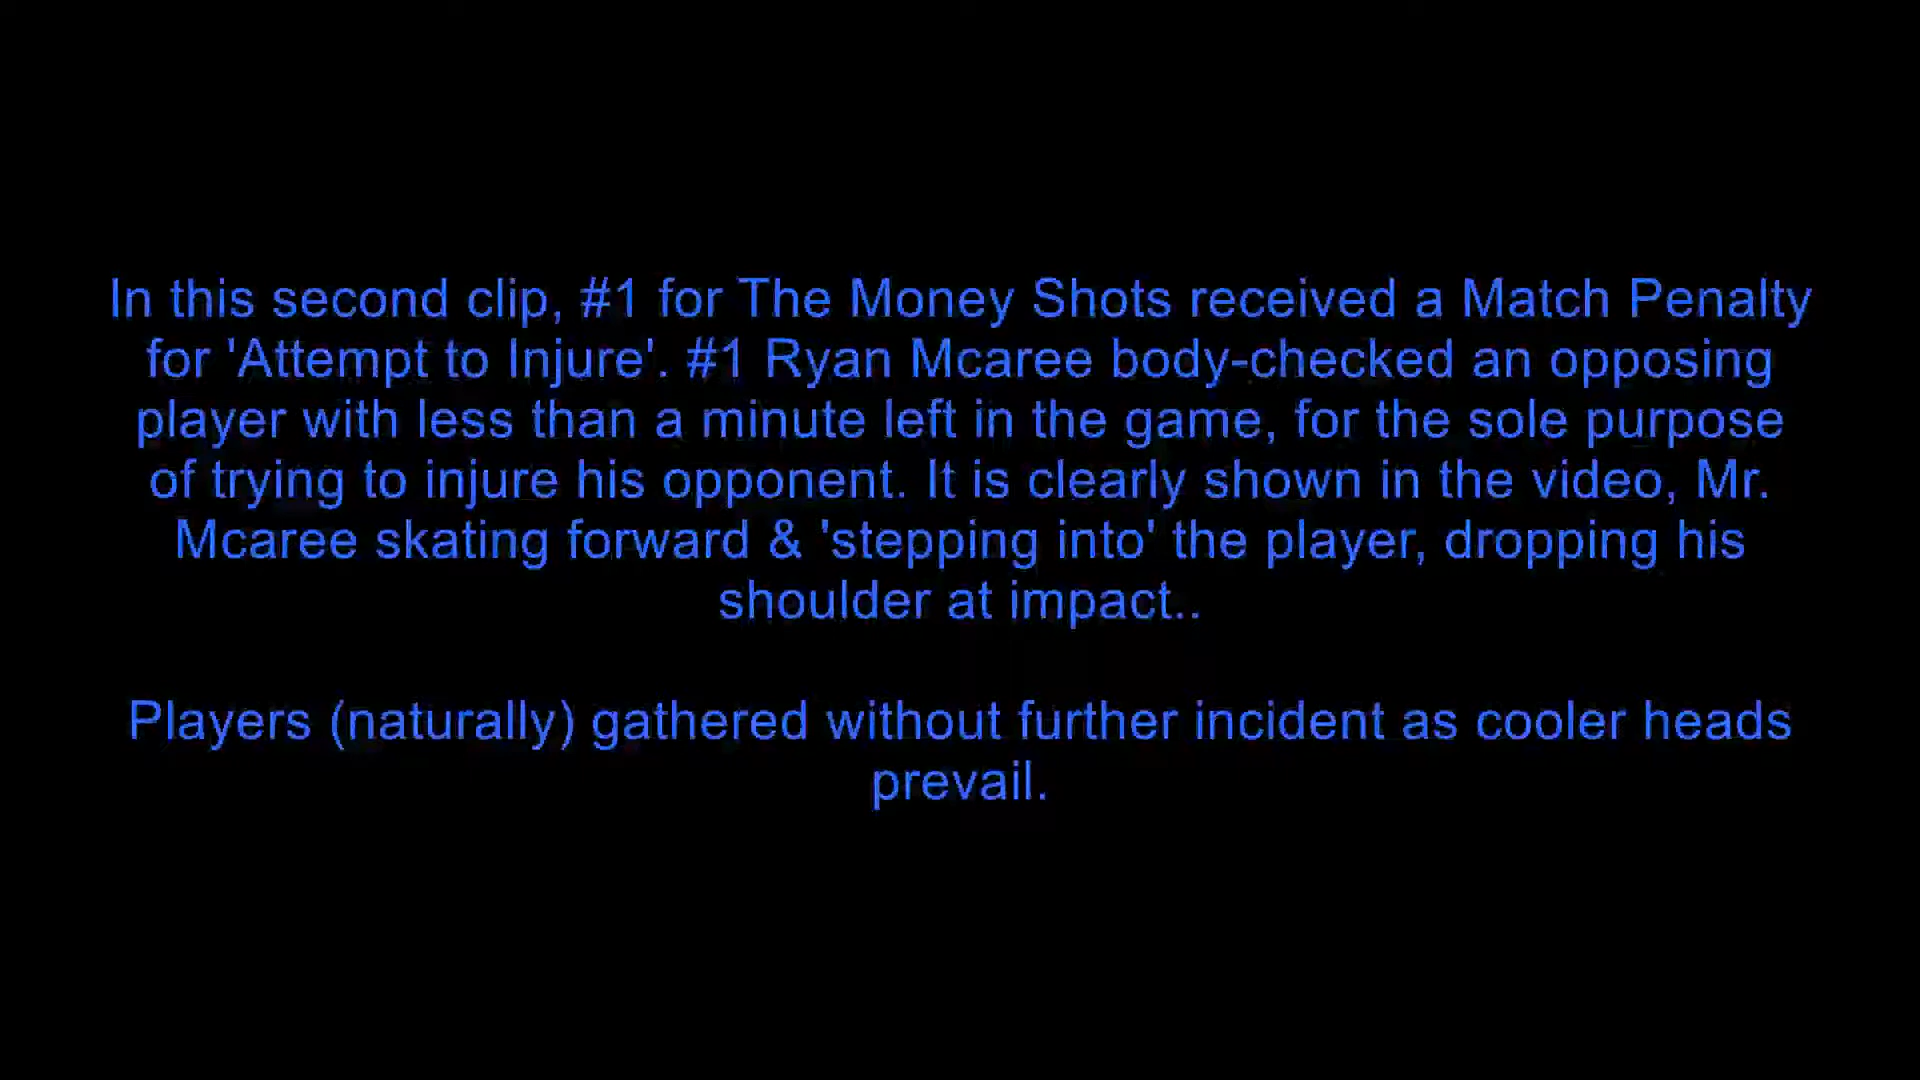 In this second clip, #1 for The Money Shots received a Match Penalty
for 'Attempt to Injure'. #1 Ryan Mcaree body-checked an opposing
player with less than a minute left in the game, for the sole purpose
of trying to injure his opponent. It is clearly shown in the video, Mr.
Mcaree skating forward & 'stepping into' the player, dropping his
shoulder at impact..
Players (naturally) gathered without further incident as cooler heads
prevail.